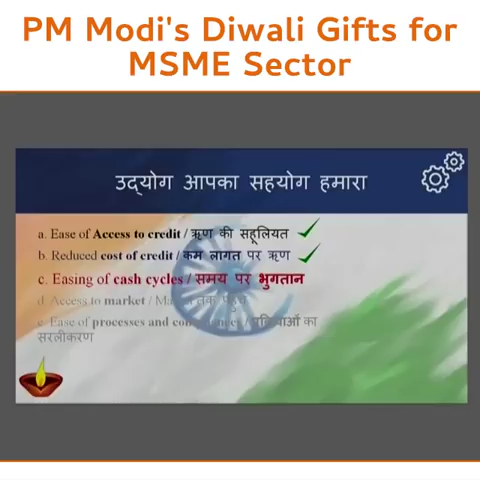 PM Modi's Diwali Gifts for
MSME Sector
उद्योग आपका सहयोग हमारा
a. Ease of Access to credit / ऋण की सहूलियत
b. Reduced cost of credit / कम लागत पर ऋण
c. Easing of cash cycles / समय पर भुगतान
d. Access to market / तक पहुंच
e. Ease of processes and / का
सरलीकरण